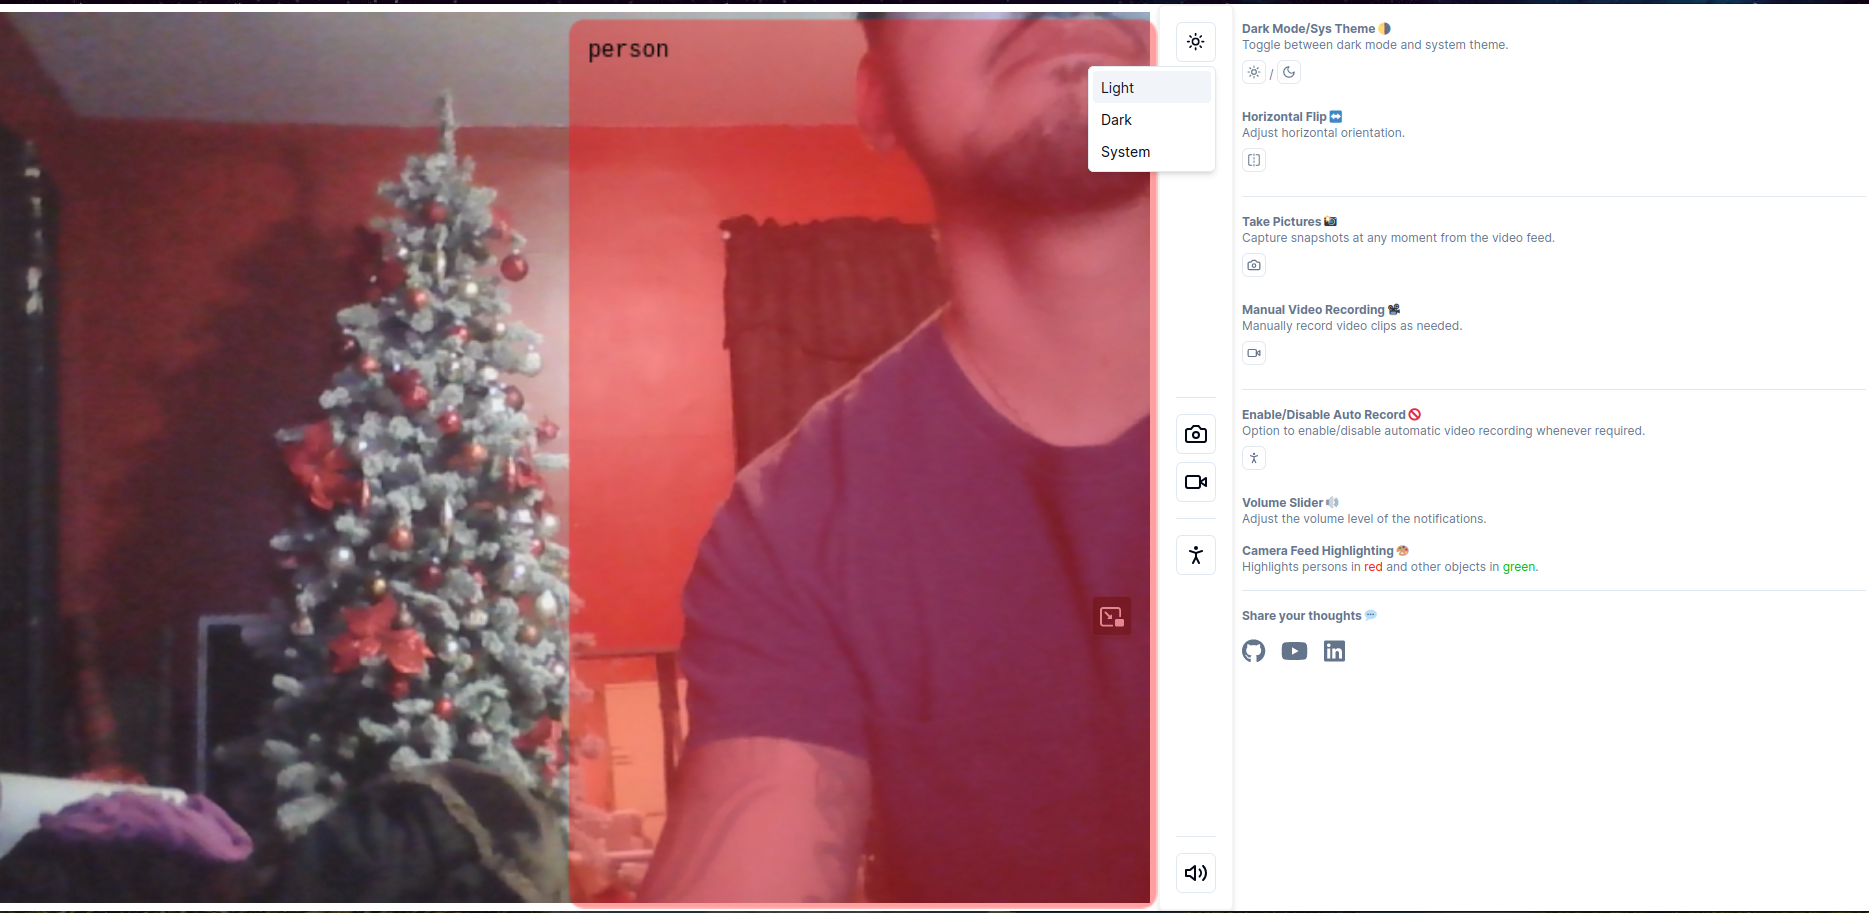 person
Light
Dark
System
Dark Mode/Sys Theme
Toggle between dark mode and system theme.
/
Horizontal Flip
Adjust horizontal orientation.
Take Pictures
Capture snapshots at any moment from the video feed.
Manual Video Recording
Manually record video clips as needed.
Enable/Disable Auto Record
Option to enable/disable automatic video recording whenever required.
Volume Slider
Adjust the volume level of the notifications.
Camera Feed Highlighting
Highlights persons in red and other objects in green.
Share your thoughts
in